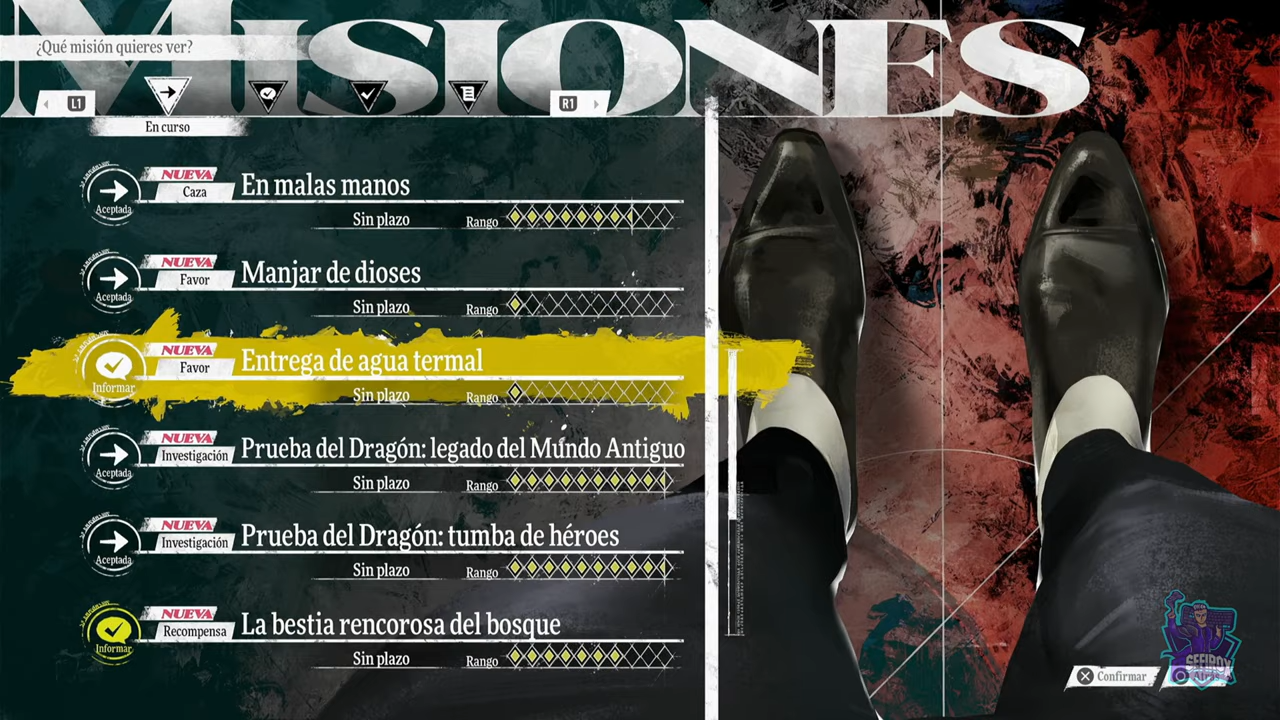 MISIONES
¿Qué misión quieres ver?
L1
R1
En curso
NUEVA
Caza
En malas manos
Aceptada
Sin plazo
Rango
NUEVA
Favor
Manjar de dioses
Aceptada
Sin plazo
Rango
NUEVA
Favor
Entrega de agua termal
Informar
Sin plazo
Rango
NUEVA
Investigación
Prueba del Dragón: legado del Mundo Antiguo
Aceptada
Sin plazo
Rango
NUEVA
Investigación
Prueba del Dragón: tumba de héroes
Aceptada
Sin plazo
Rango
NUEVA
Recompensa
La bestia rencorosa del bosque
Informar
Sin plazo
Rango
SEFIROX
Confirmar
Atrás